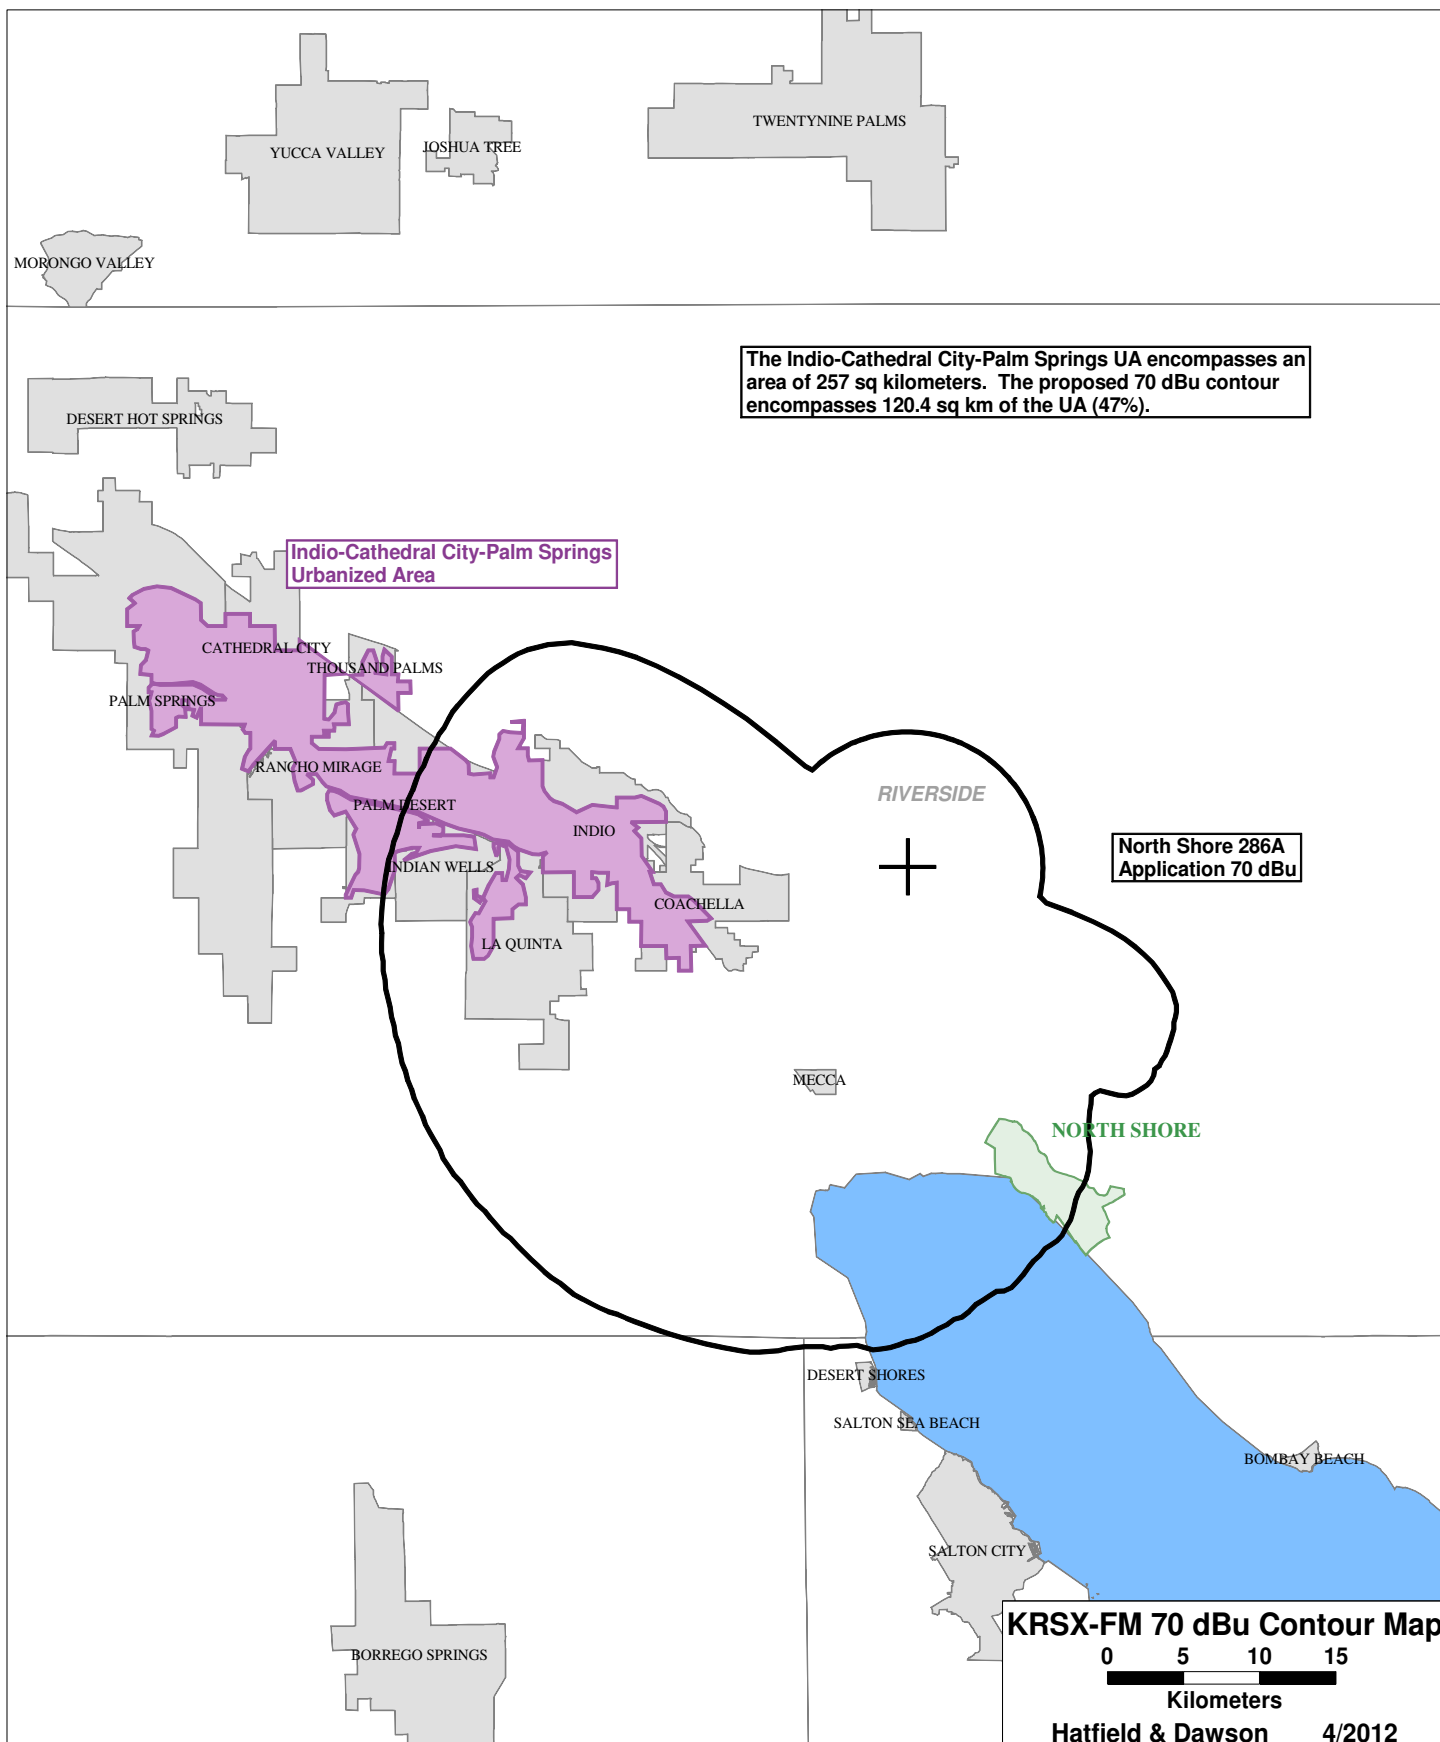 TWENTYNINE PALMS
YUCCA VALLEY
JOSHUA TREE
MORONGO VALLEY
The Indio-Cathedral City-Palm Springs UA encompasses an
area of 257 sq kilometers. The proposed 70 dBu contour
encompasses 120.4 sq km of the UA (47%).
DESERT HOT SPRINGS
Indio-Cathedral City-Palm Springs
Urbanized Area
CATHEDRAL CITY
THOUSAND PALMS
PALM SPRINGS
RANCHO MIRAGE
RIVERSIDE
PALM DESERT
INDIO
North Shore 286A
Application 70 dBu
INDIAN WELLS
COACHELLA
LA QUINTA
MECCA
NORTH SHORE
DESERT SHORES
SALTON SEA BEACH
BOMBAY BEACH
SALTON CITY
BORREGO SPRINGS
KRSX-FM 70 dBu Contour Map
0 5 10 15
Kilometers
Hatfield & Dawson 4/2012